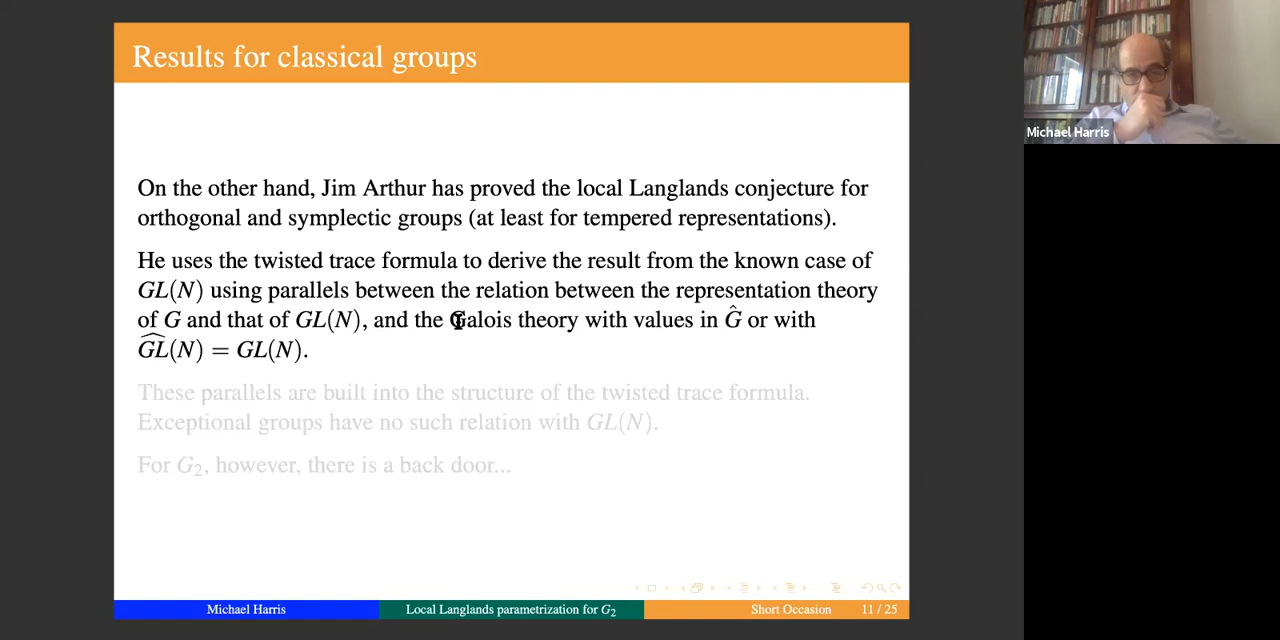 Results for classical groups
On the other hand, Jim Arthur has proved the local Langlands conjecture for
orthogonal and symplectic groups (at least for tempered representations).
He uses the twisted trace formula to derive the result from the known case of
GL(N) using parallels between the relation between the representation theory
of G and that of GL(N), and the Galois theory with values in Ĝ or with
\widehat{GL}(N) = GL(N).
These parallels are built into the structure of the twisted trace formula.
Exceptional groups have no such relation with GL(N).
For G₂, however, there is a back door...
Michael Harris
Local Langlands parametrization for G₂
Short Occasion
11 / 25
Michael Harris